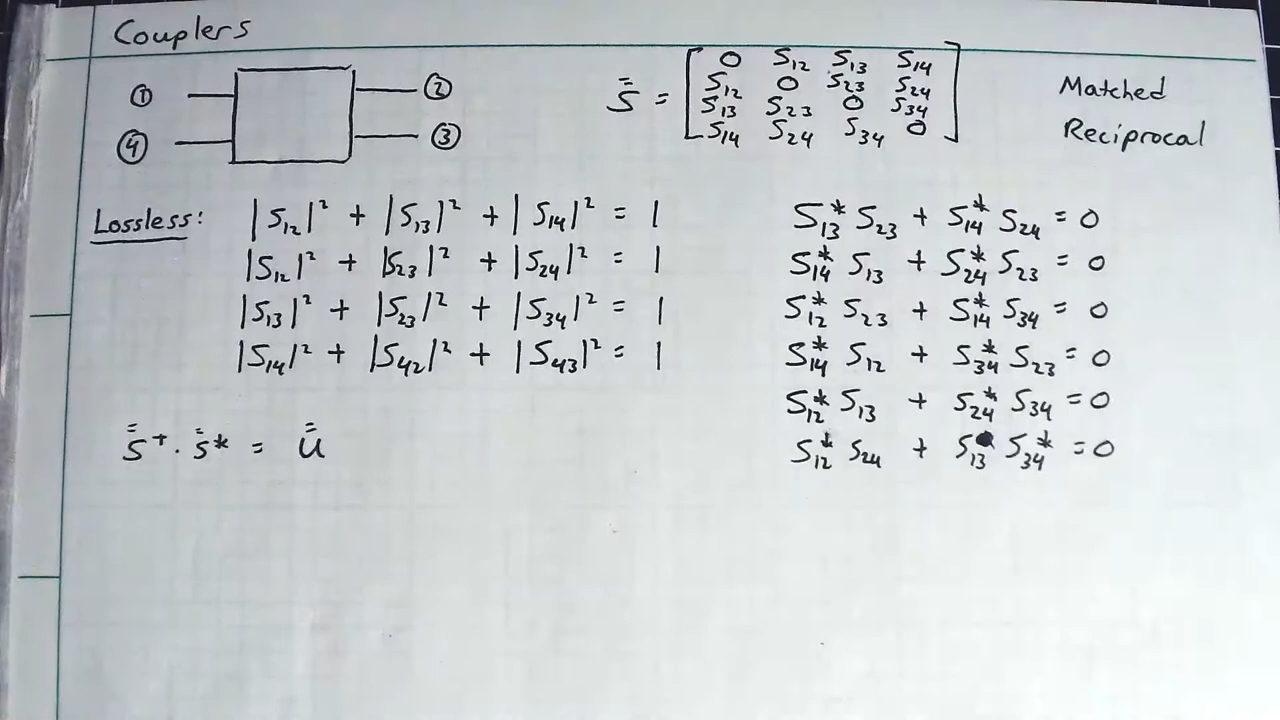 Couplers
① ②
④ ③
S̿ = [ 0 S₁₂ S₁₃ S₁₄
S₁₂ 0 S₂₃ S₂₄
S₁₃ S₂₃ 0 S₃₄
S₁₄ S₂₄ S₃₄ 0 ]
Matched
Reciprocal
Lossless: |S₁₂|² + |S₁₃|² + |S₁₄|² = 1
|S₁₂|² + |S₂₃|² + |S₂₄|² = 1
|S₁₃|² + |S₂₃|² + |S₃₄|² = 1
|S₁₄|² + |S₄₂|² + |S₄₃|² = 1
S̿⁺ · S̿* = U̿
S₁₃* S₂₃ + S₁₄* S₂₄ = 0
S₁₄* S₁₃ + S₂₄* S₂₃ = 0
S₁₂* S₂₃ + S₁₄* S₃₄ = 0
S₁₄* S₁₂ + S₃₄* S₂₃ = 0
S₁₂* S₁₃ + S₂₄* S₃₄ = 0
S₁₂* S₂₄ + S₁₃ S₃₄* = 0